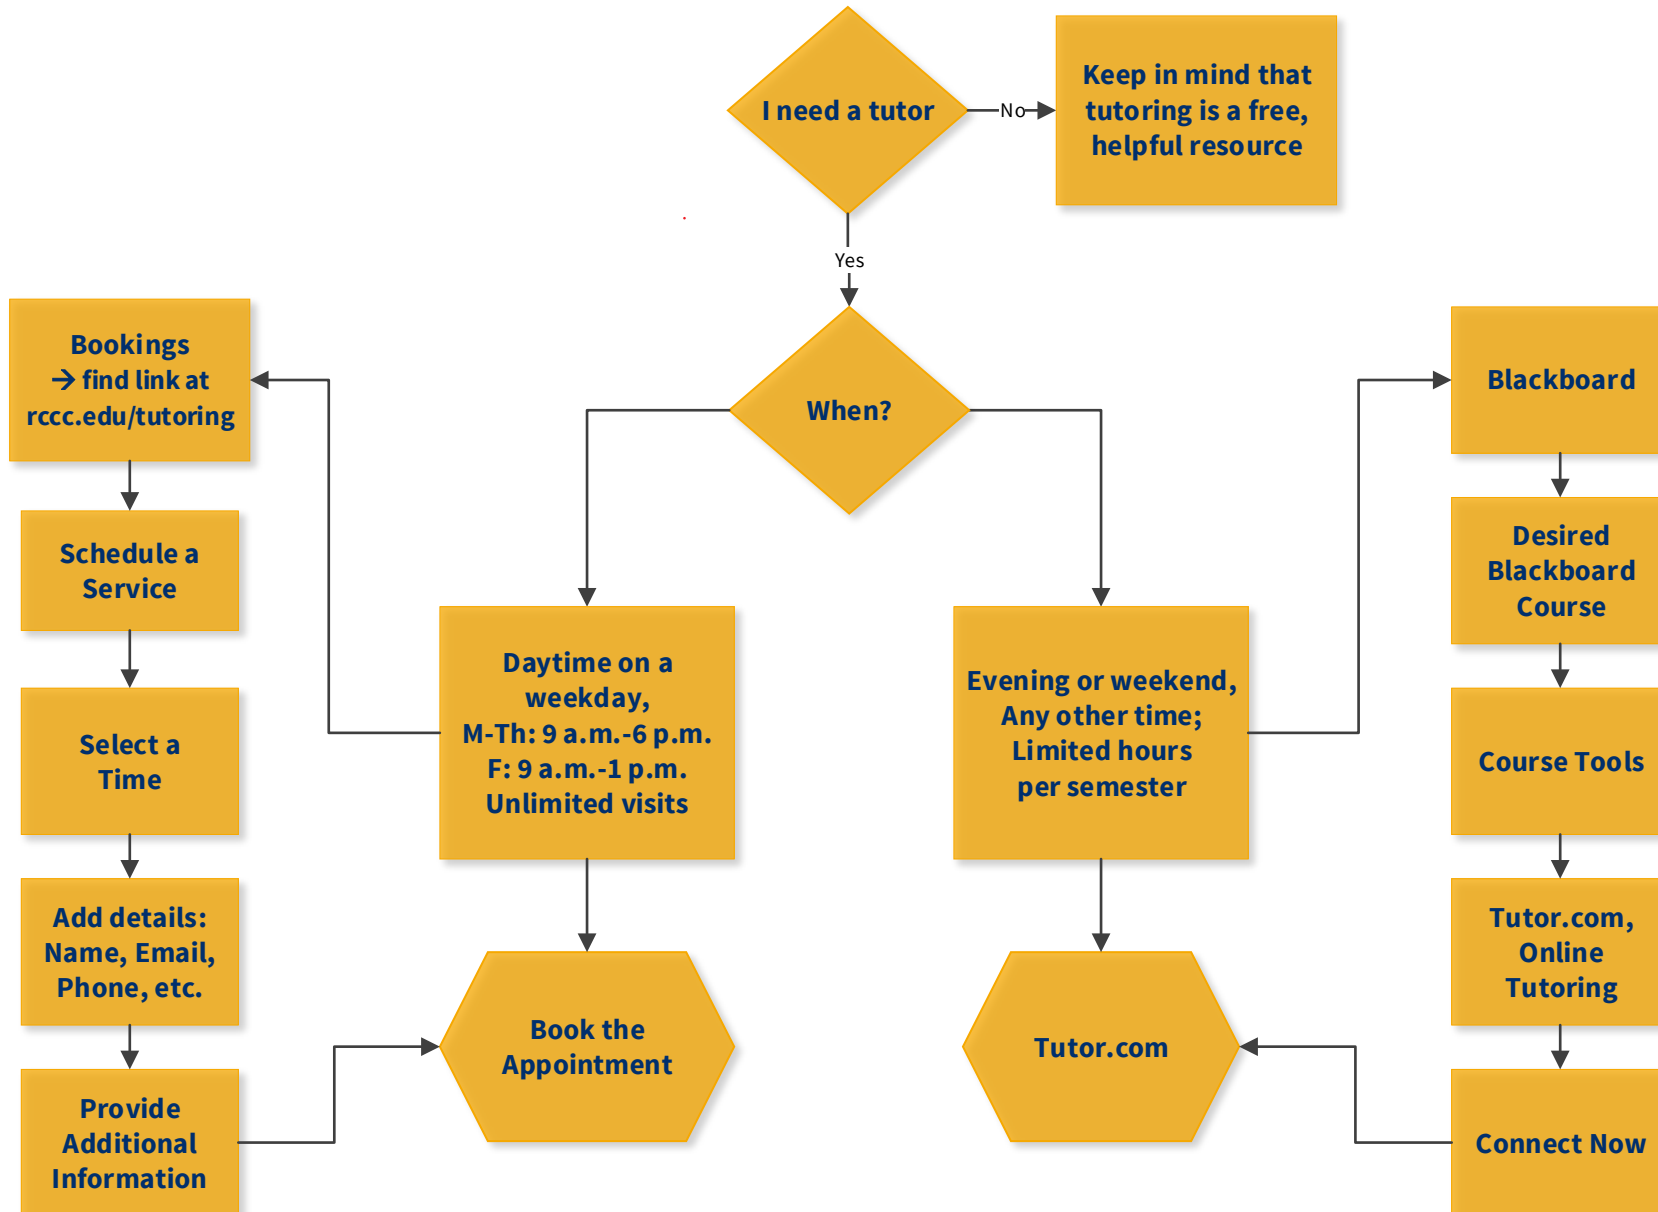 I need a tutor
No
Keep in mind that
tutoring is a free,
helpful resource
Yes
When?
Bookings
→ find link at
rccc.edu/tutoring
Schedule a
Service
Select a
Time
Add details:
Name, Email,
Phone, etc.
Provide
Additional
Information
Daytime on a
weekday,
M-Th: 9 a.m.-6 p.m.
F: 9 a.m.-1 p.m.
Unlimited visits
Book the
Appointment
Evening or weekend,
Any other time;
Limited hours
per semester
Tutor.com
Blackboard
Desired
Blackboard
Course
Course Tools
Tutor.com,
Online
Tutoring
Connect Now